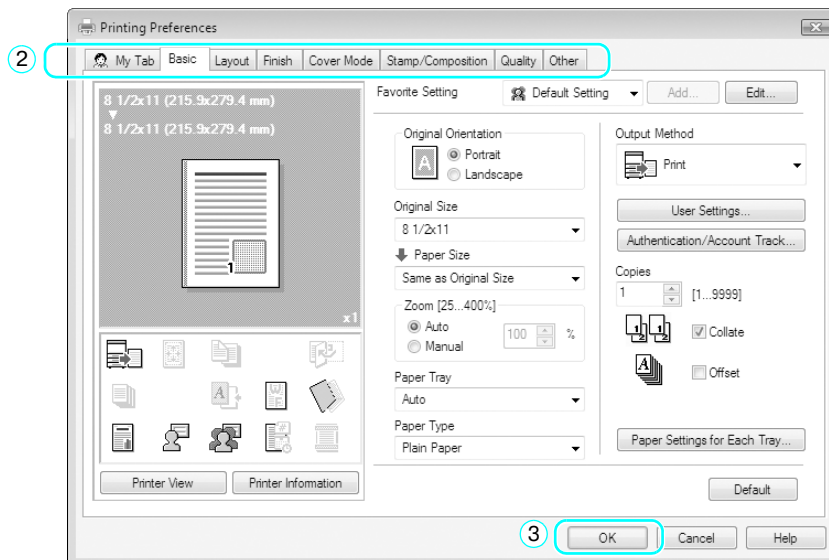 Printing Preferences
2
My Tab Basic Layout Finish Cover Mode Stamp/Composition Quality Other
8 1/2x11 (215.9x279.4 mm)
8 1/2x11 (215.9x279.4 mm)
1
x1
Printer View Printer Information
Favorite Setting Default Setting Add... Edit...
Original Orientation
A
Portrait
Landscape
Original Size
8 1/2x11
Paper Size
Same as Original Size
Zoom [25...400%]
Auto
Manual
100 %
Paper Tray
Auto
Paper Type
Plain Paper
Output Method
Print
User Settings...
Authentication/Account Track...
Copies
1 [1...9999]
Collate
Offset
Paper Settings for Each Tray...
Default
3
OK Cancel Help